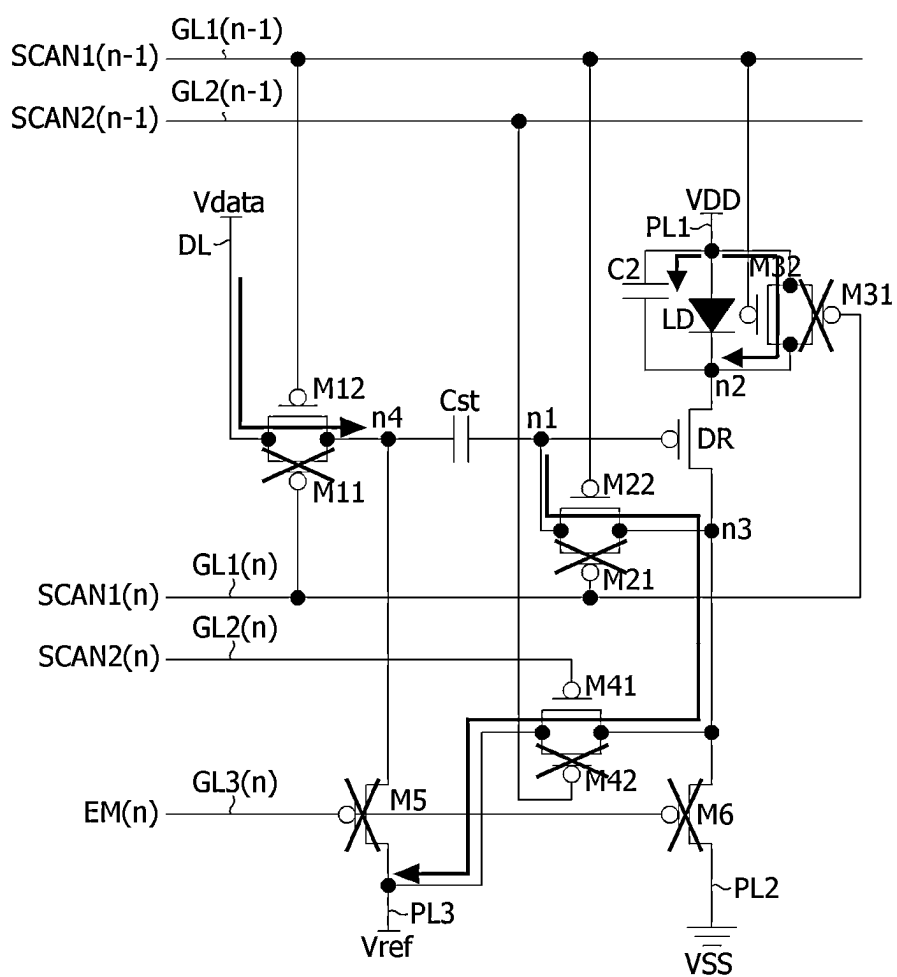 GL1(n-1)
SCAN1(n-1)
GL2(n-1)
SCAN2(n-1)
Vdata
VDD
DL
PL1
C2
M32
M31
LD
M12
n4
Cst
n1
n2
DR
M11
M22
n3
M21
GL1(n)
SCAN1(n)
GL2(n)
SCAN2(n)
M41
GL3(n)
M42
EM(n)
M5
M6
PL3
PL2
Vref
VSS